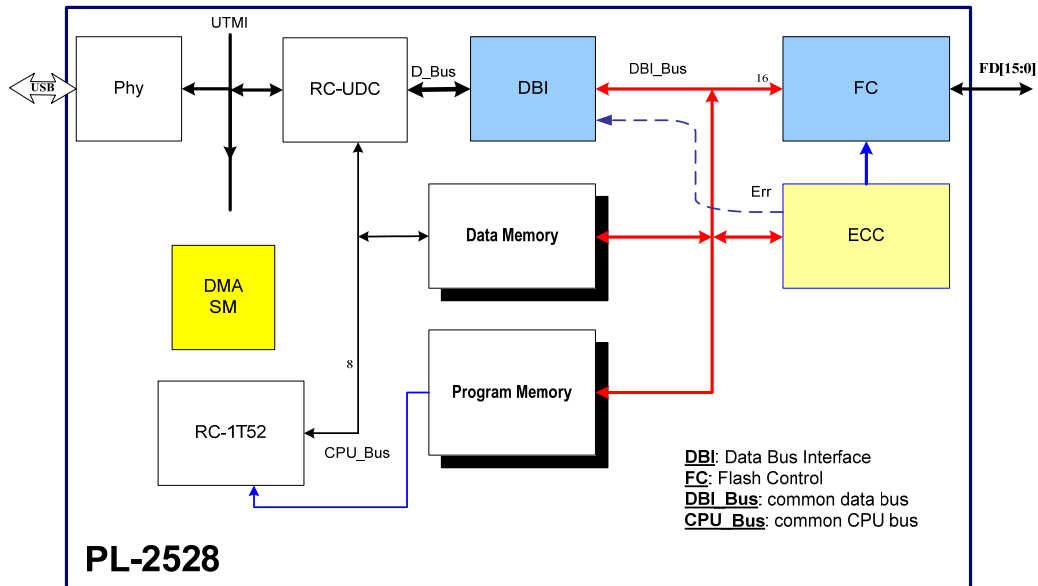 UTMI
USB
Phy
RC-UDC
D_Bus
DBI
DBI_Bus
16
FC
FD[15:0]
Err
Data Memory
ECC
DMA
SM
8
Program Memory
RC-1T52
CPU_Bus
DBI: Data Bus Interface
FC: Flash Control
DBI_Bus: common data bus
CPU_Bus: common CPU bus
PL-2528